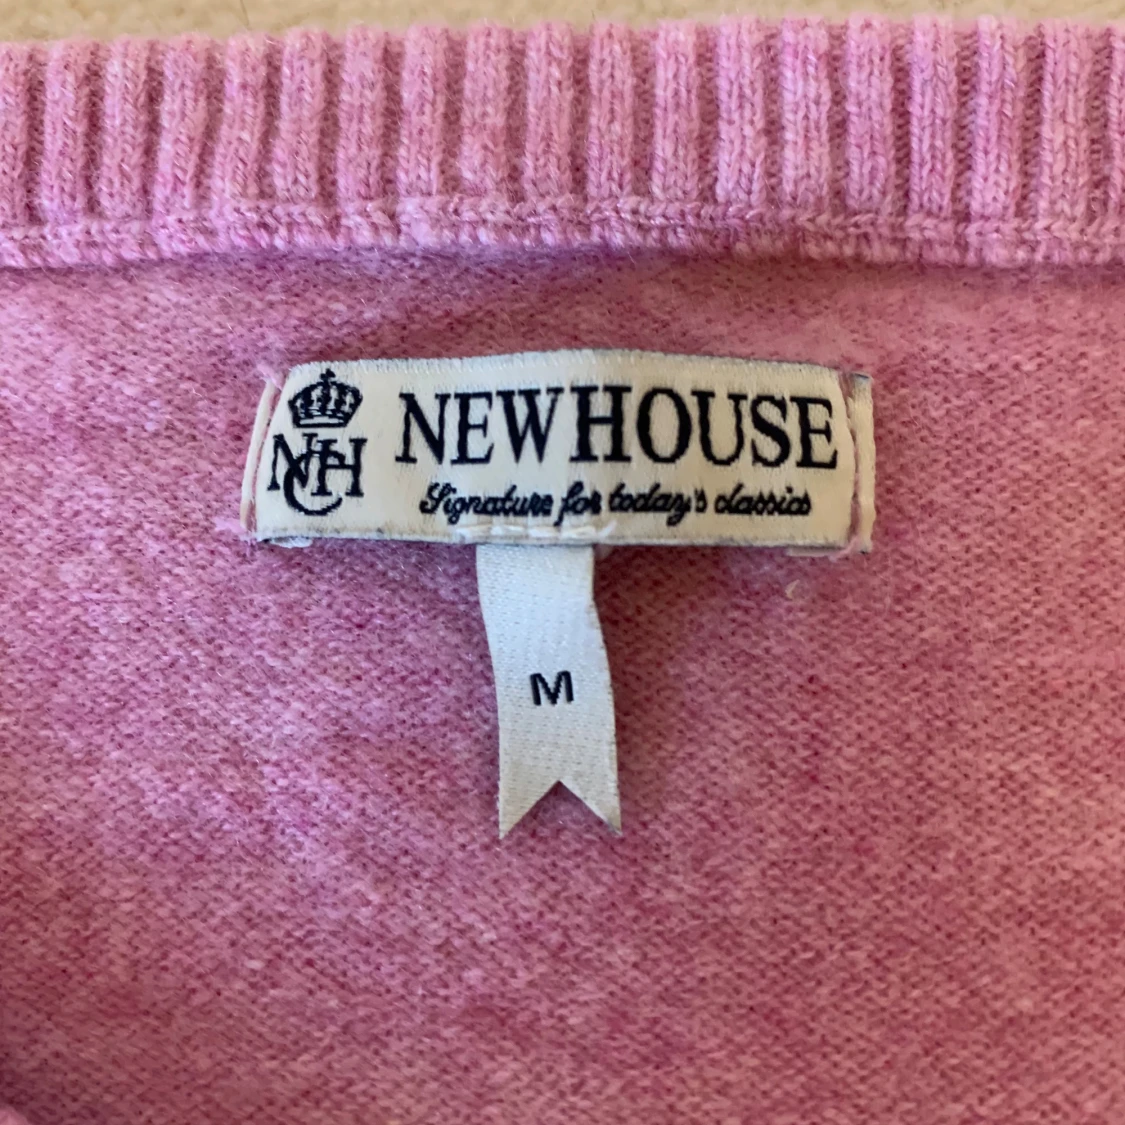 NCH NEWHOUSE
Signature for today's classics
M